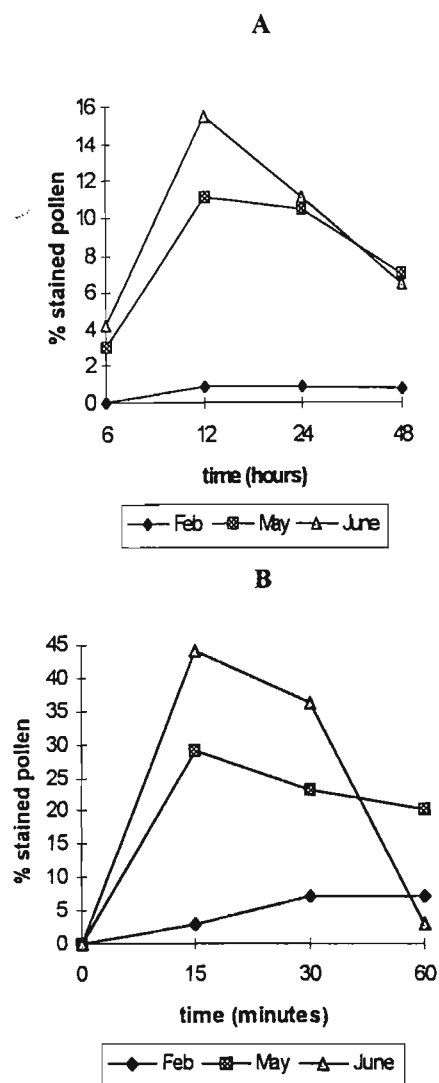 A
16
14
12
10
8
6
4
2
0
% stained pollen
6 12 24 48
time (hours)
Feb May June
B
45
40
35
30
25
20
15
10
5
0
% stained pollen
0 15 30 60
time (minutes)
Feb May June